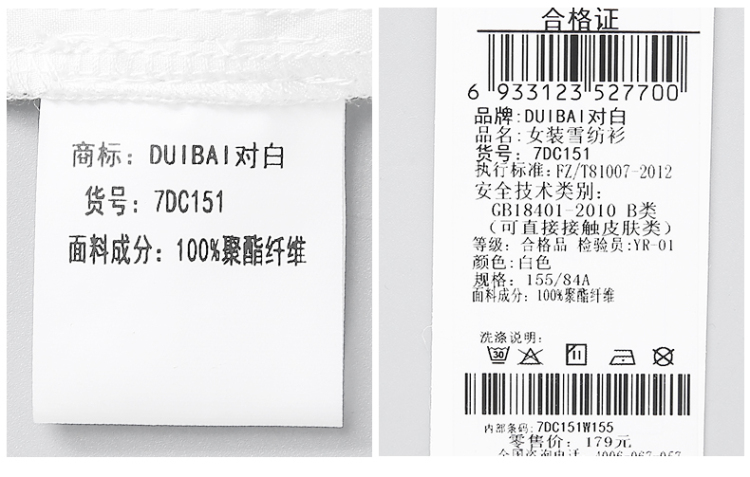 商标: DUIBAI对白
货号: 7DC151
面料成分: 100%聚酯纤维
合格证
6 933123 527700
品牌:DUIBAI对白
品名:女装雪纺衫
货号: 7DC151
执行标准:FZ/T81007-2012
安全技术类别:
GB18401-2010 B类
(可直接接触皮肤类)
等级: 合格品 检验员:YR-01
颜色:白色
规格: 155/84A
面料成分: 100%聚酯纤维
洗涤说明:
30
内部条码:7DC151W155
零售价: 179元
全国咨询电话